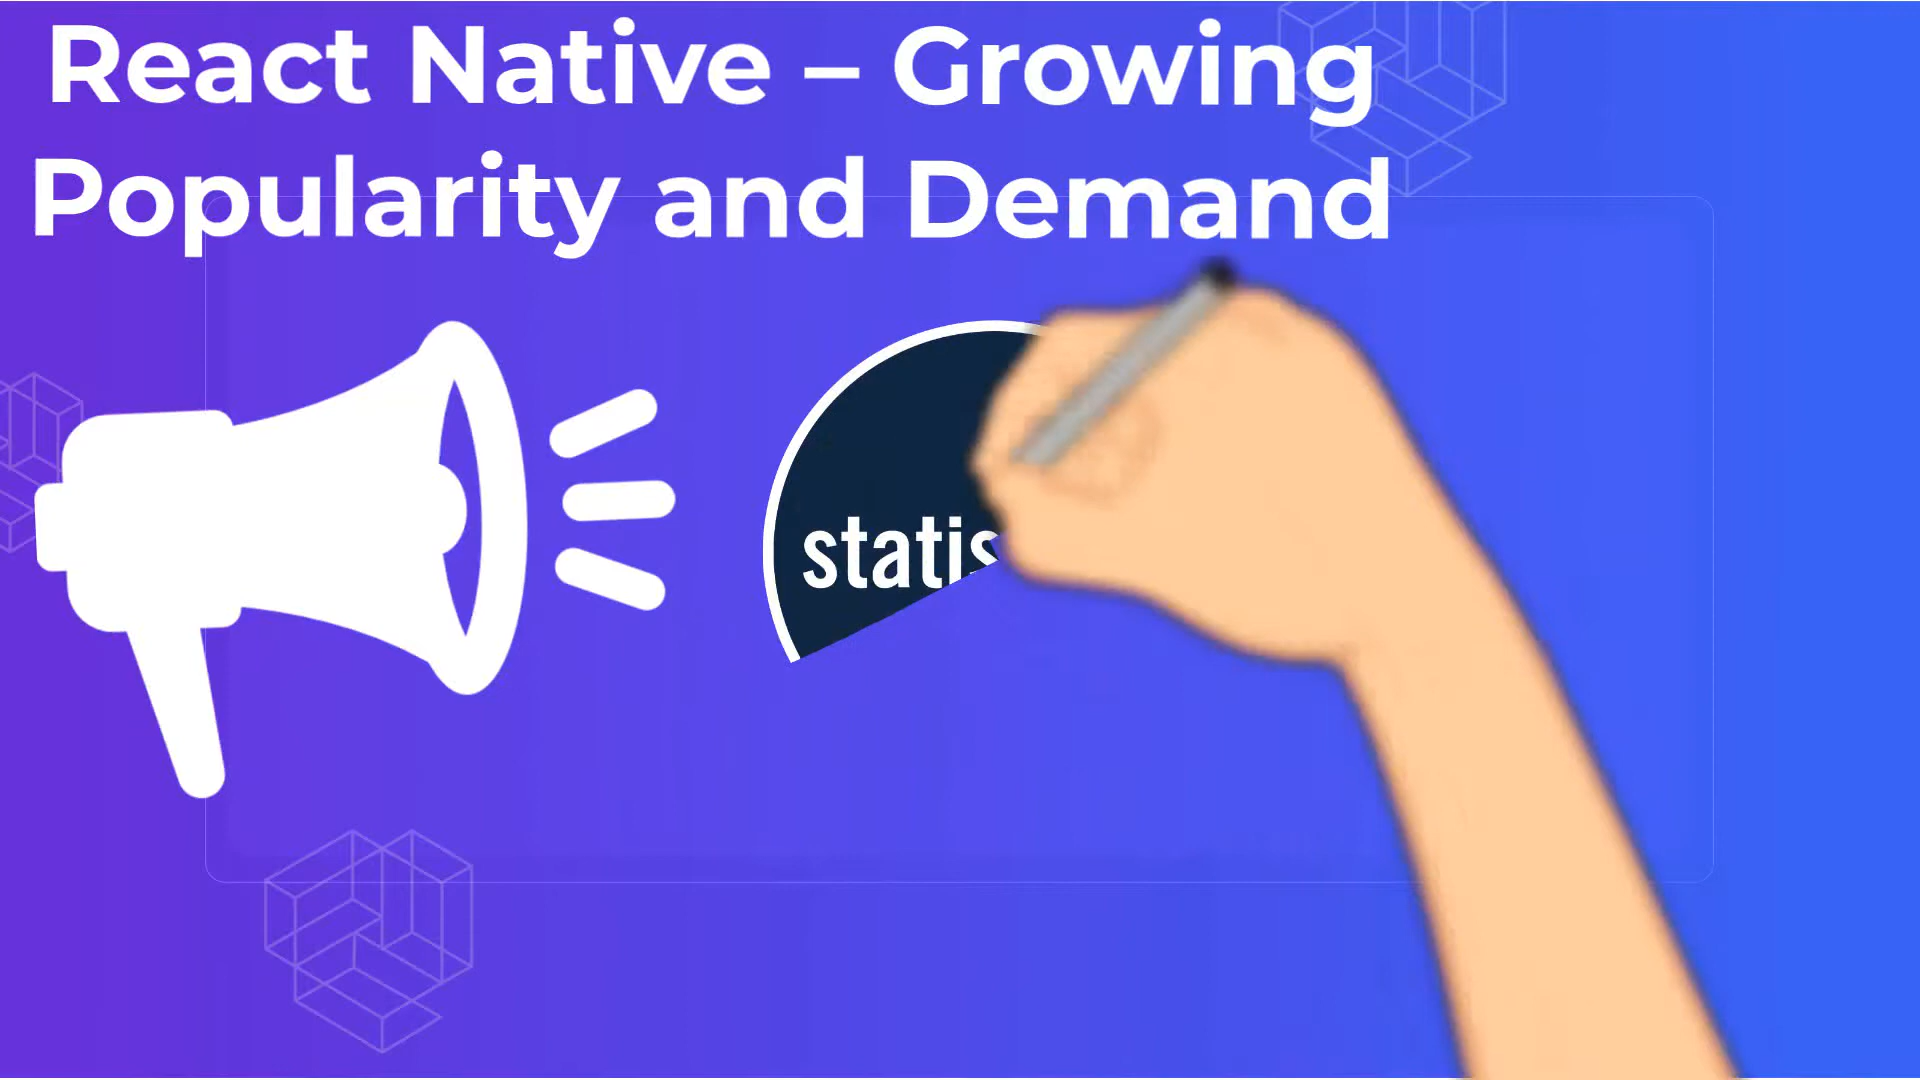 React Native – Growing
Popularity and Demand
statis